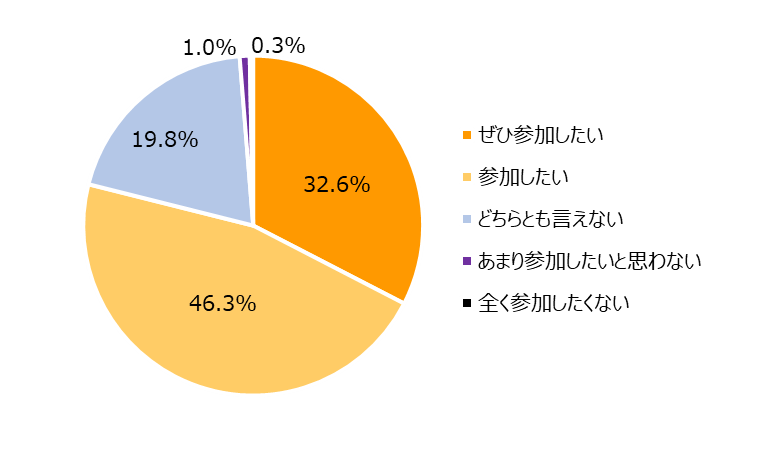 1.0%
0.3%
19.8%
32.6%
46.3%
ぜひ参加したい
参加したい
どちらとも言えない
あまり参加したいと思わない
全く参加したくない